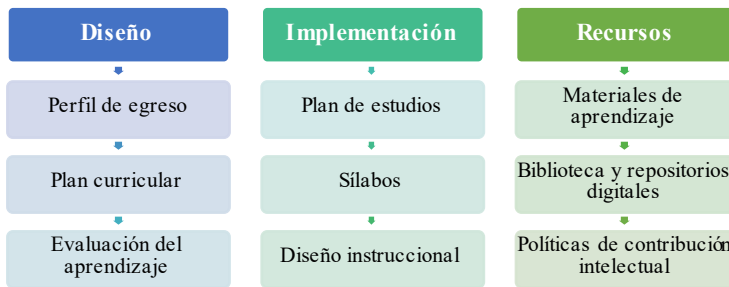 Diseño
Perfil de egreso
Plan curricular
Evaluación del
aprendizaje
Implementación
Plan de estudios
Sílabos
Diseño instruccional
Recursos
Materiales de
aprendizaje
Biblioteca y repositorios
digitales
Políticas de contribución
intelectual